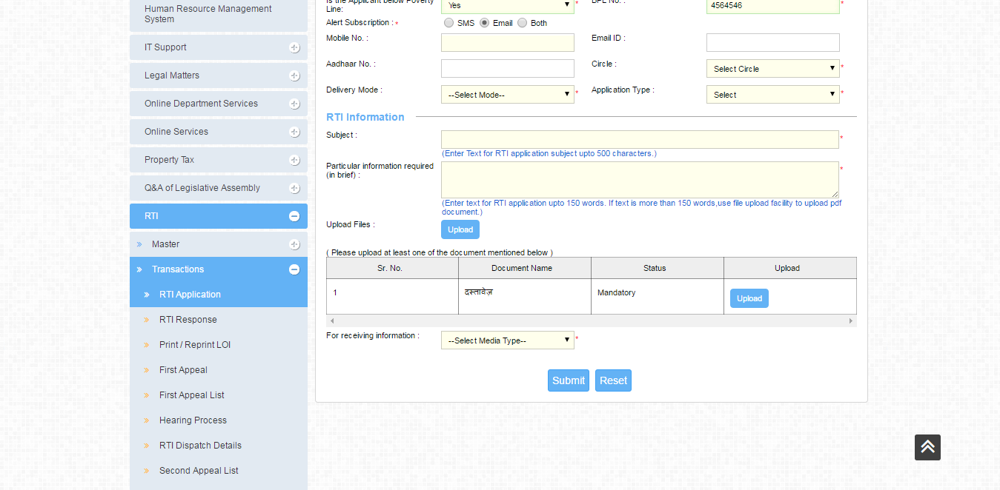 Human Resource Management
System
IT Support
Legal Matters
Online Department Services
Online Services
Property Tax
Q&A of Legislative Assembly
RTI
Master
Transactions
RTI Application
RTI Response
Print / Reprint LOI
First Appeal
First Appeal List
Hearing Process
RTI Dispatch Details
Second Appeal List
Is the Applicant below Poverty
Line:
Yes
*
BPL No. :
4564546
*
Alert Subscription : *
SMS
Email
Both
Mobile No. :
Email ID :
Aadhaar No. :
Circle :
Select Circle
*
Delivery Mode :
--Select Mode--
*
Application Type :
Select
*
RTI Information
Subject :
*
(Enter Text for RTI application subject upto 500 characters.)
Particular information required
(in brief) :
*
(Enter text for RTI application upto 150 words. If text is more than 150 words,use file upload facility to upload pdf
document.)
Upload Files :
Upload
( Please upload at least one of the document mentioned below )
Sr. No. Document Name Status Upload
1 दस्तावेज़ Mandatory Upload
For receiving information :
--Select Media Type--
*
Submit Reset